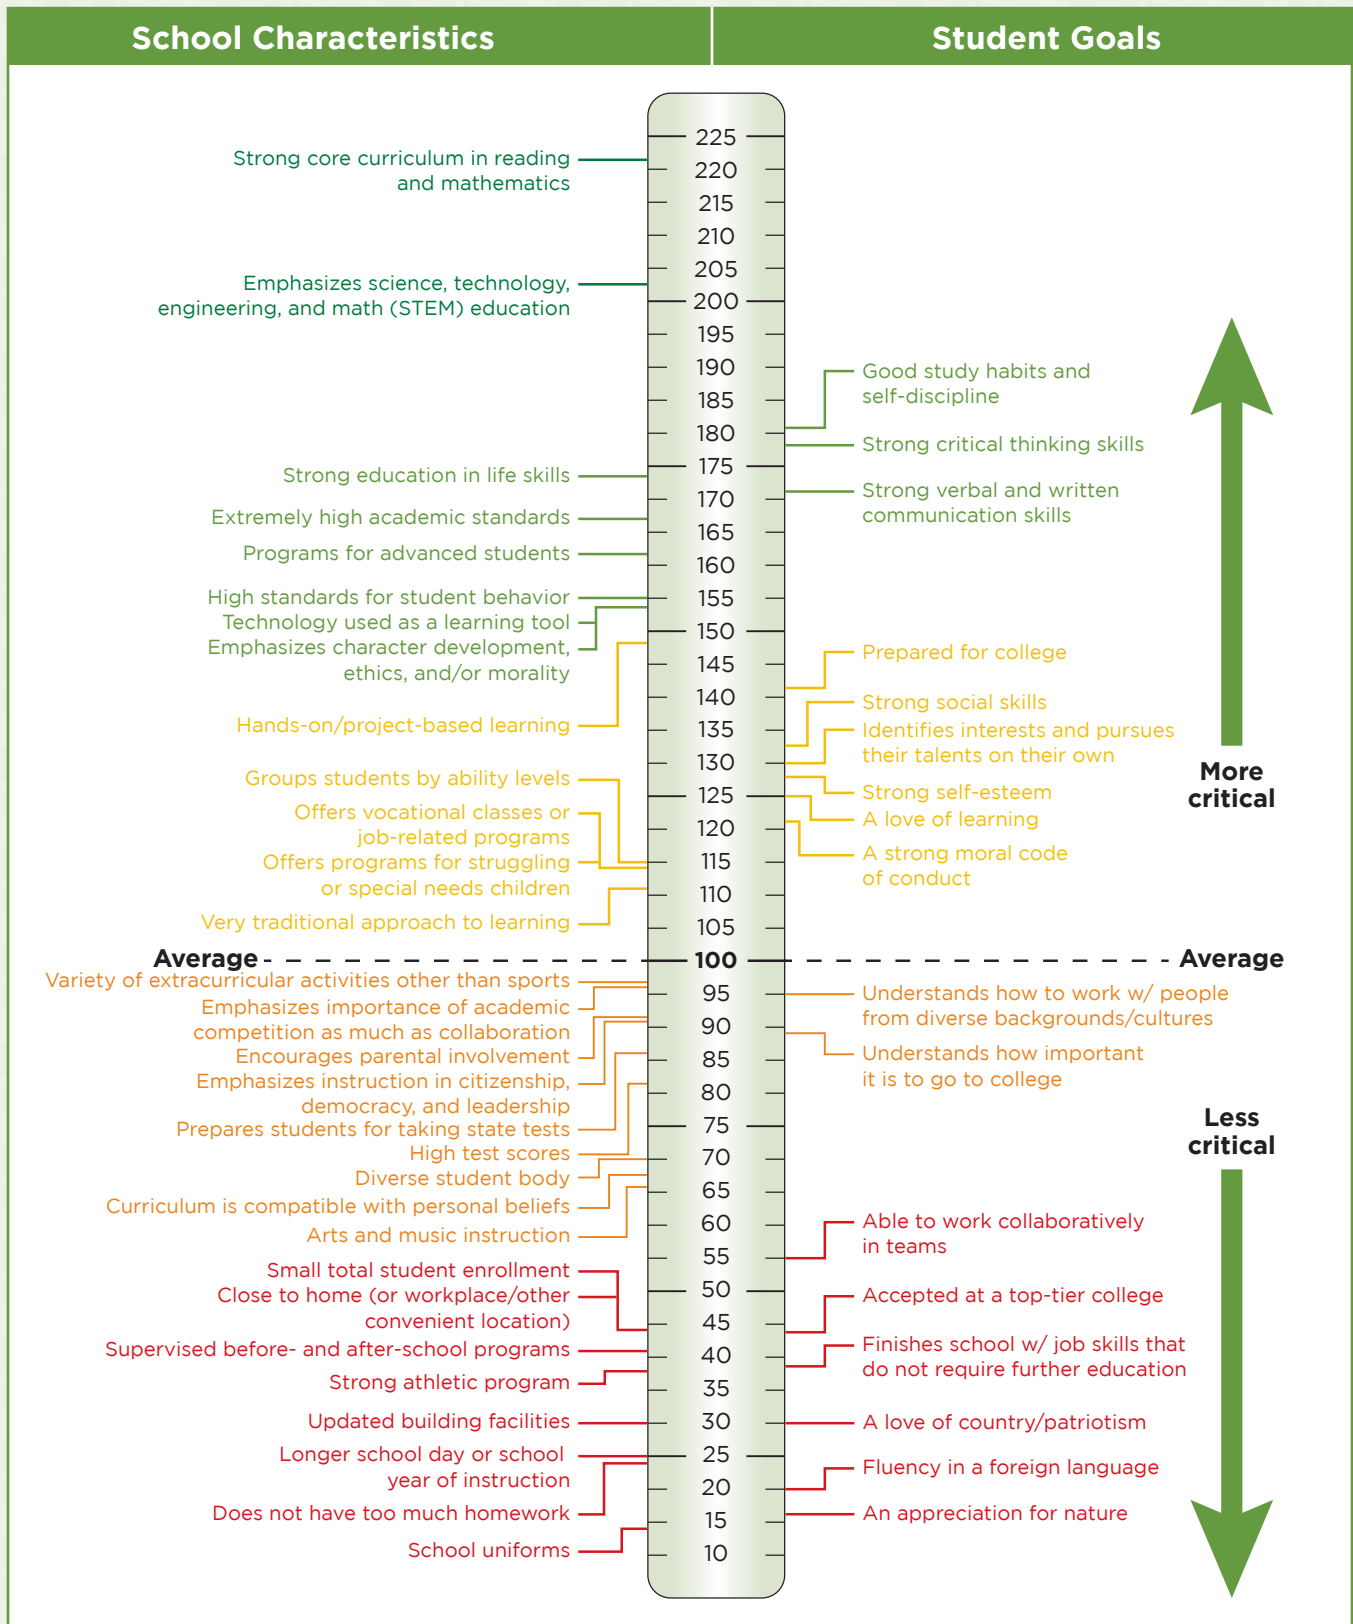 School Characteristics
Student Goals
Strong core curriculum in reading
and mathematics
Emphasizes science, technology,
engineering, and math (STEM) education
Strong education in life skills
Extremely high academic standards
Programs for advanced students
High standards for student behavior
Technology used as a learning tool
Emphasizes character development,
ethics, and/or morality
Hands-on/project-based learning
Groups students by ability levels
Offers vocational classes or
job-related programs
Offers programs for struggling
or special needs children
Very traditional approach to learning
Average
Variety of extracurricular activities other than sports
Emphasizes importance of academic
competition as much as collaboration
Encourages parental involvement
Emphasizes instruction in citizenship,
democracy, and leadership
Prepares students for taking state tests
High test scores
Diverse student body
Curriculum is compatible with personal beliefs
Arts and music instruction
Small total student enrollment
Close to home (or workplace/other
convenient location)
Supervised before- and after-school programs
Strong athletic program
Updated building facilities
Longer school day or school
year of instruction
Does not have too much homework
School uniforms
225
220
215
210
205
200
195
190
185
180
175
170
165
160
155
150
145
140
135
130
125
120
115
110
105
100
95
90
85
80
75
70
65
60
55
50
45
40
35
30
25
20
15
10
Good study habits and
self-discipline
Strong critical thinking skills
Strong verbal and written
communication skills
Prepared for college
Strong social skills
Identifies interests and pursues
their talents on their own
Strong self-esteem
A love of learning
A strong moral code
of conduct
Average
Understands how to work w/ people
from diverse backgrounds/cultures
Understands how important
it is to go to college
Able to work collaboratively
in teams
Accepted at a top-tier college
Finishes school w/ job skills that
do not require further education
A love of country/patriotism
Fluency in a foreign language
An appreciation for nature
More
critical
Less
critical